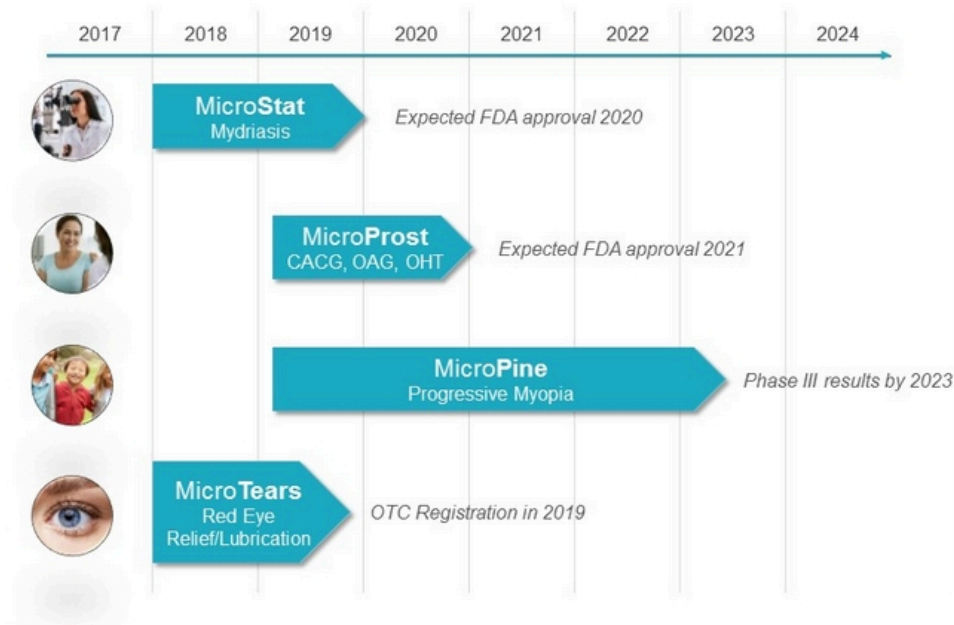 2017 2018 2019 2020 2021 2022 2023 2024
MicroStat
Mydriasis
Expected FDA approval 2020
MicroProst
CACG, OAG, OHT
Expected FDA approval 2021
MicroPine
Progressive Myopia
Phase III results by 2023
MicroTears
Red Eye
Relief/Lubrication
OTC Registration in 2019